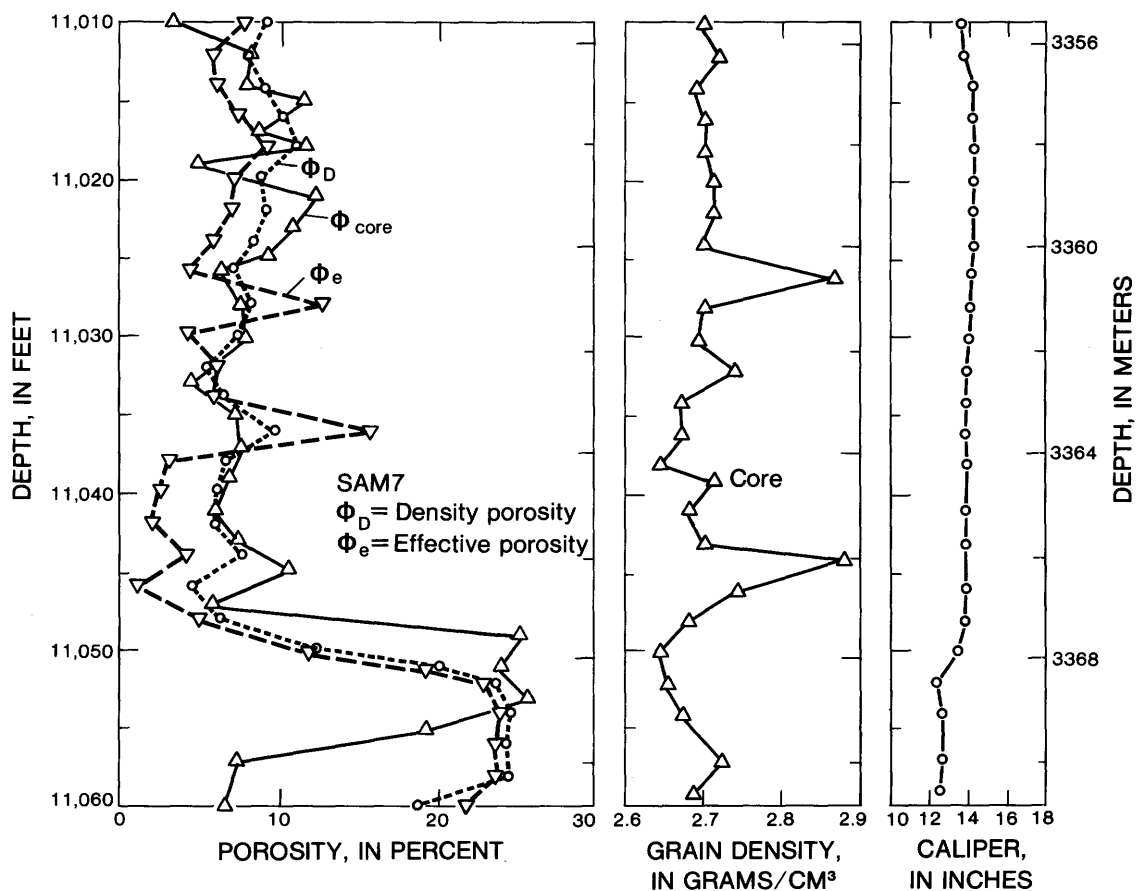 11,010
11,020
11,030
11,040
11,050
11,060
DEPTH, IN FEET
0
10
20
30
POROSITY, IN PERCENT
ΦD
Φcore
Φe
SAM7
ΦD= Density porosity
Φe= Effective porosity
Core
2.6
2.7
2.8
2.9
GRAIN DENSITY,
IN GRAMS/CM³
10
12
14
16
18
CALIPER,
IN INCHES
3356
3360
3364
3368
DEPTH, IN METERS